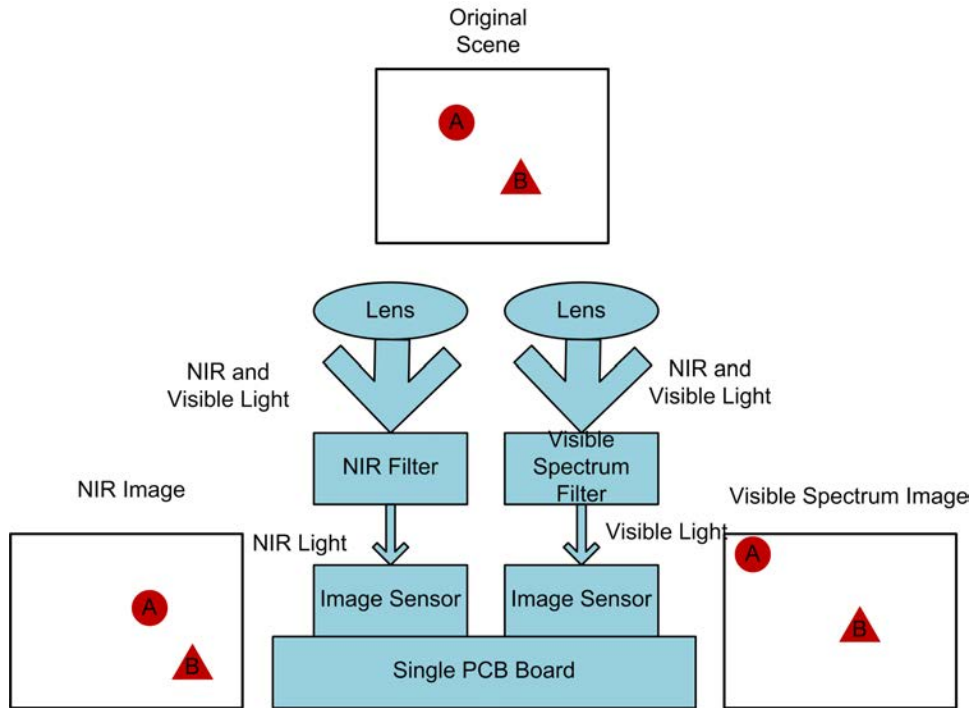 Original
Scene
A
B
Lens
Lens
NIR and
Visible Light
NIR and
Visible Light
NIR Filter
Visible
Spectrum
Filter
NIR Image
Visible Spectrum Image
NIR Light
Visible Light
A
B
Image Sensor
Image Sensor
A
B
Single PCB Board